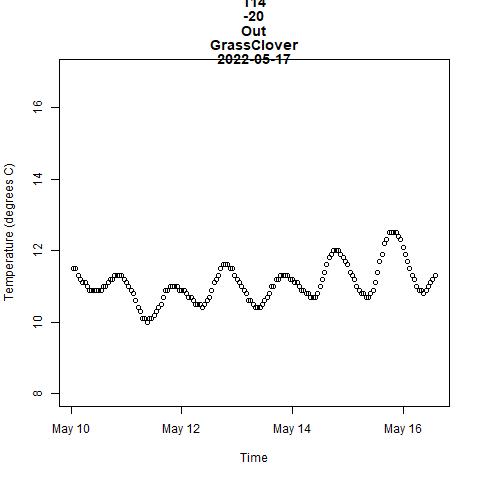 114
-20
Out
GrassClover
2022-05-17
Temperature (degrees C)
16
14
12
10
8
May 10
May 12
May 14
May 16
Time